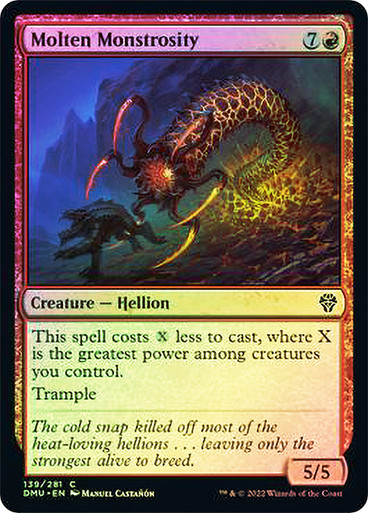 Molten Monstrosity 7
Creature — Hellion
This spell costs X less to cast, where X
is the greatest power among creatures
you control.
Trample
The cold snap killed off most of the
heat-loving hellions . . . leaving only the
strongest alive to breed.
5/5
139/281 C
DMU • EN Manuel Castañón
™ & © 2022 Wizards of the Coast